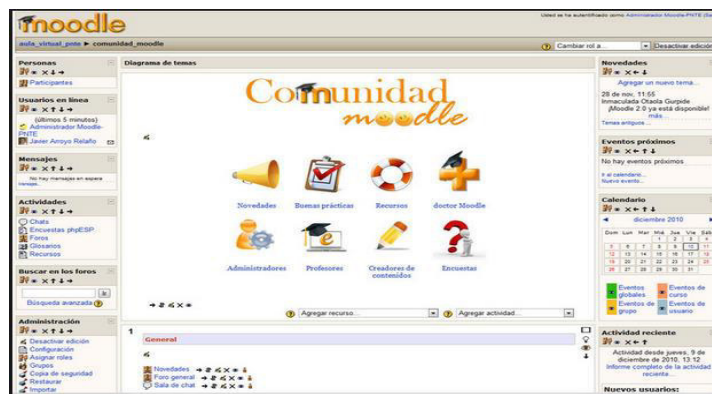 moodle
Usted se ha autentificado como Administrador Moodle-PNTE
aula_virtual_pnte ► comunidad_moodle
Cambiar rol a...
Desactivar edición
Personas
Participantes
Usuarios en línea
(últimos 5 minutos)
Administrador Moodle-PNTE
Javier Arroyo Relaño
Mensajes
No hay mensajes en espera
Mensajes...
Actividades
Chats
Encuestas phpESP
Foros
Glosarios
Recursos
Buscar en los foros
Búsqueda avanzada
Administración
Desactivar edición
Configuración
Asignar roles
Grupos
Copia de seguridad
Restaurar
Importar
Diagrama de temas
Comunidad
moodle
Novedades
Buenas prácticas
Recursos
doctor Moodle
Administradores
Profesores
Creadores de
contenidos
Encuestas
Agregar recurso...
Agregar actividad...
1
General
Novedades
Foro general
Sala de chat
Novedades
Agregar un nuevo tema...
28 de nov, 11:55
Inmaculada Otaola Gurpide
¡Moodle 2.0 ya está disponible!
más...
Temas antiguos ...
Eventos próximos
No hay eventos próximos
Ir al calendario...
Nuevo evento...
Calendario
diciembre 2010
Dom Lun Mar Mié Jue Vie Sáb
1 2 3 4
5 6 7 8 9 10 11
12 13 14 15 16 17 18
19 20 21 22 23 24 25
26 27 28 29 30 31
Eventos globales
Eventos de curso
Eventos de grupo
Eventos de usuario
Actividad reciente
Actividad desde jueves, 9 de
diciembre de 2010, 13:12
Informe completo de la actividad
reciente...
Nuevos usuarios: